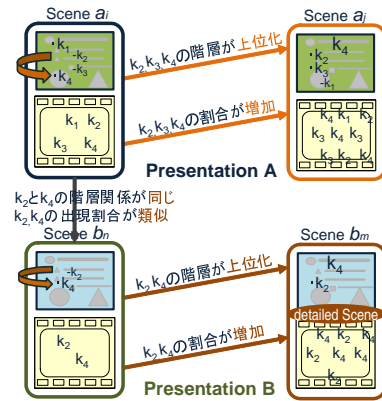 Scene ai
Scene aj
·k1
-k2
-k3
·k4
k4
·k2
·k3
-k1
k2,k3,k4の階層が上位化
k1 k2
k3 k4
k2,k3,k4の割合が増加
k4 k1 k2
k3 k4 k3
k3 k2 k4
Presentation A
k2とk4の階層関係が同じ
k2,k4の出現割合が類似
Scene bn
Scene bm
-k2
·k4
k4
·k2
k2,k4の階層が上位化
detailed Scene
k2
k4
k2,k4の割合が増加
k4 k2 k4
k2 k4 k4
k2
Presentation B